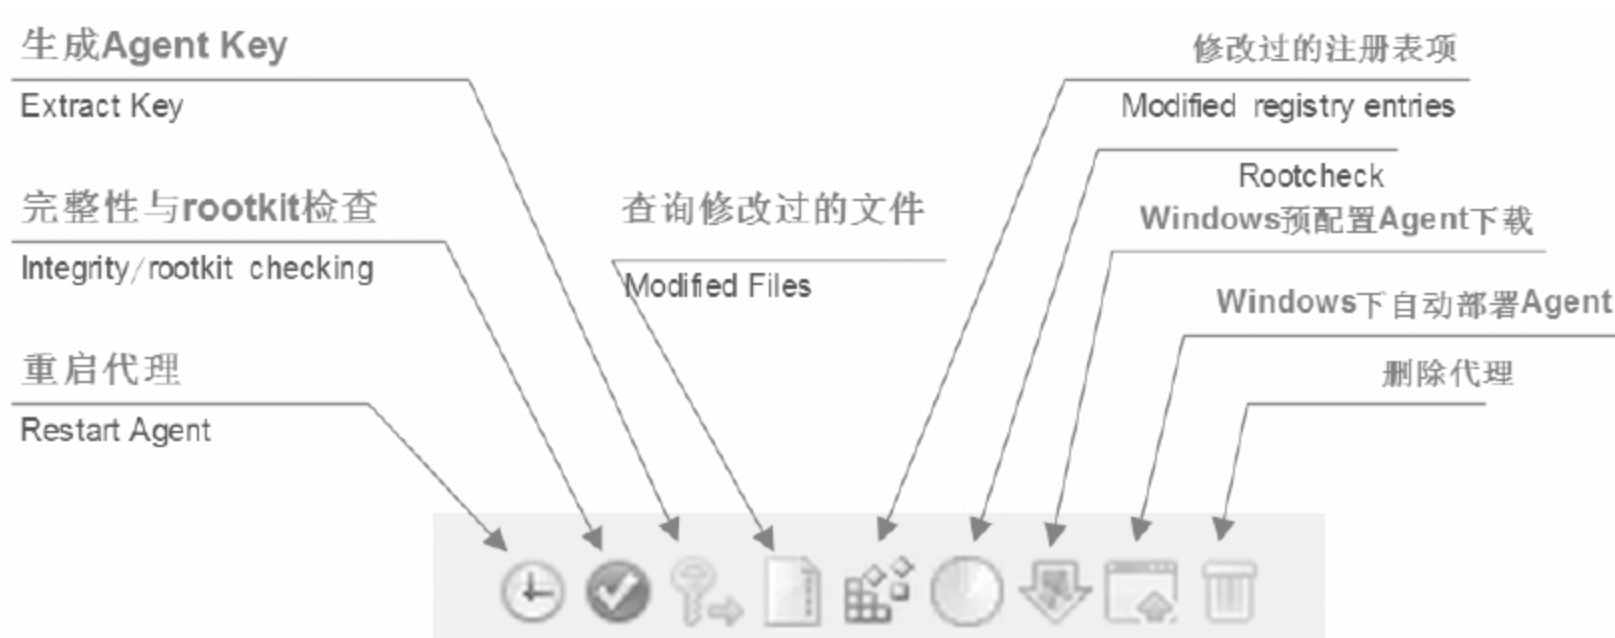 生成Agent Key
Extract Key
完整性与rootkit检查
Integrity/rootkit checking
重启代理
Restart Agent
查询修改过的文件
Modified Files
修改过的注册表项
Modified registry entries
Rootcheck
Windows预配置Agent下载
Windows下自动部署Agent
删除代理